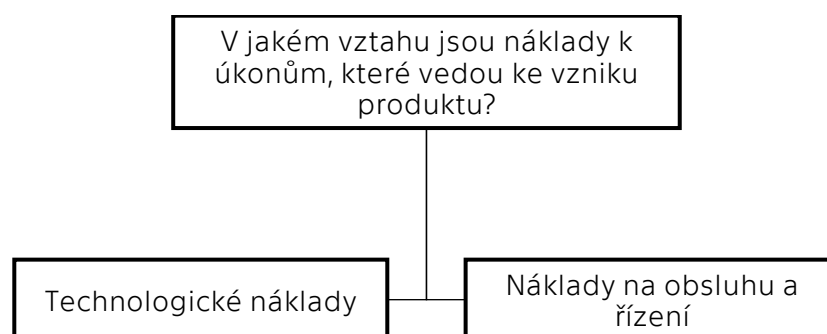 V jakém vztahu jsou náklady k
úkonům, které vedou ke vzniku
produktu?
Technologické náklady
Náklady na obsluhu a
řízení